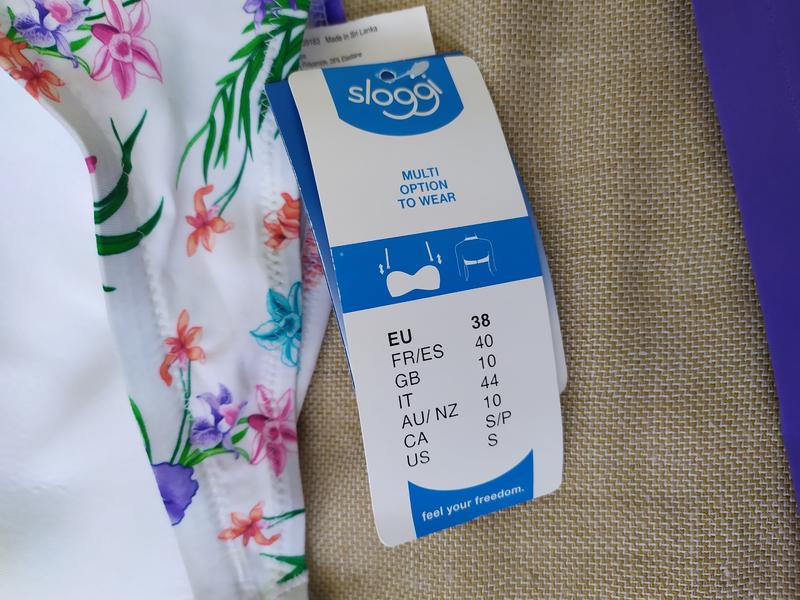 Made in Sri Lanka
sloggi
MULTI
OPTION
TO WEAR
EU 38
FR/ES 40
GB 10
IT 44
AU/ NZ 10
CA S/P
US S
feel your freedom.